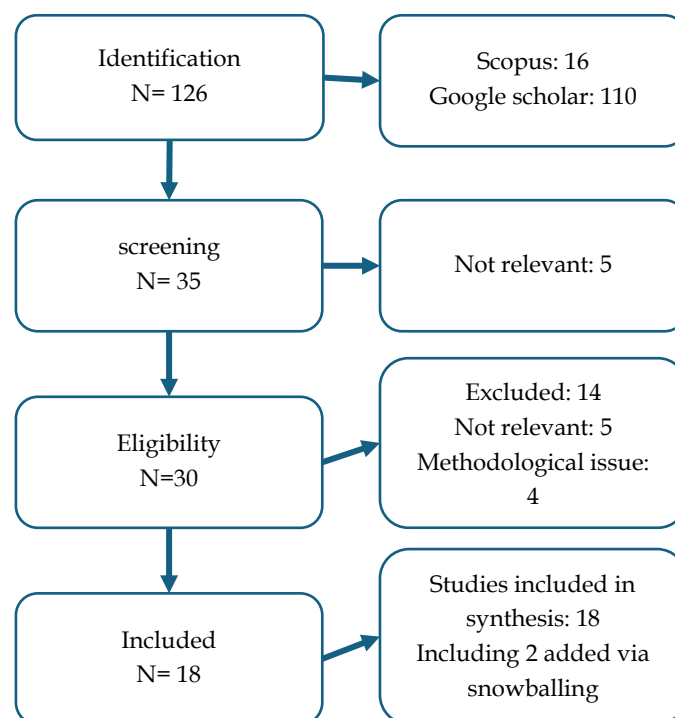 Identification
N= 126
Scopus: 16
Google scholar: 110
screening
N= 35
Not relevant: 5
Eligibility
N=30
Excluded: 14
Not relevant: 5
Methodological issue:
4
Included
N= 18
Studies included in
synthesis: 18
Including 2 added via
snowballing